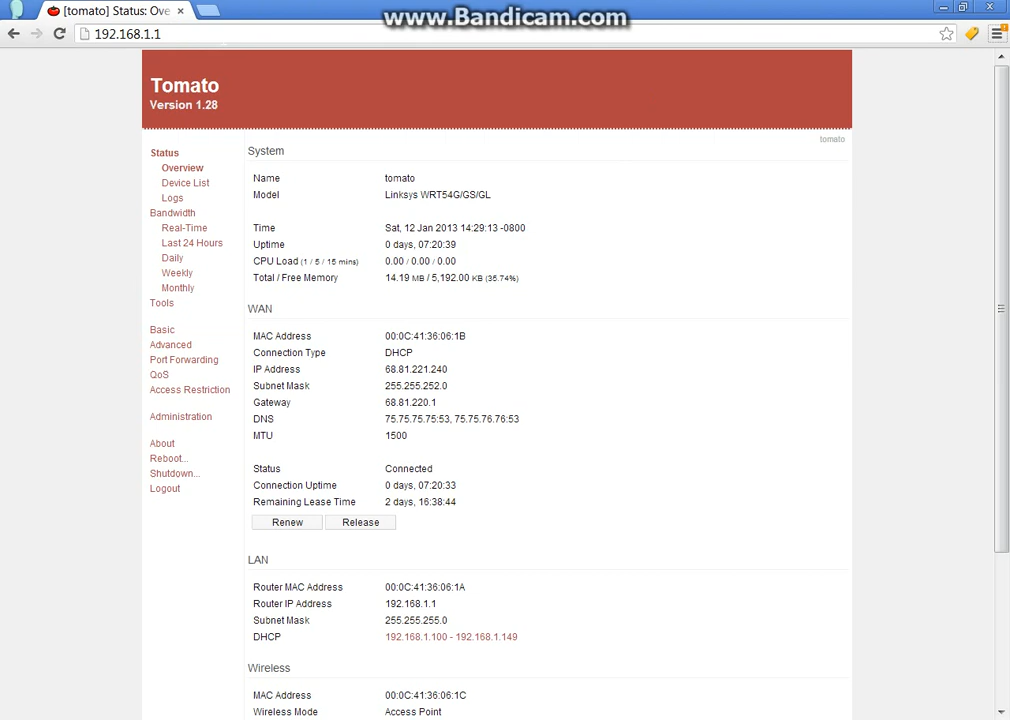 [tomato] Status: Ove
www.Bandicam.com
192.168.1.1
Tomato
Version 1.28
tomato
Status
Overview
Device List
Logs
Bandwidth
Real-Time
Last 24 Hours
Daily
Weekly
Monthly
Tools
Basic
Advanced
Port Forwarding
QoS
Access Restriction
Administration
About
Reboot...
Shutdown...
Logout
System
Name tomato
Model Linksys WRT54G/GS/GL
Time Sat, 12 Jan 2013 14:29:13 -0800
Uptime 0 days, 07:20:39
CPU Load (1 / 5 / 15 mins) 0.00 / 0.00 / 0.00
Total / Free Memory 14.19 MB / 5,192.00 KB (35.74%)
WAN
MAC Address 00:0C:41:36:06:1B
Connection Type DHCP
IP Address 68.81.221.240
Subnet Mask 255.255.252.0
Gateway 68.81.220.1
DNS 75.75.75.75:53, 75.75.76.76:53
MTU 1500
Status Connected
Connection Uptime 0 days, 07:20:33
Remaining Lease Time 2 days, 16:38:44
Renew Release
LAN
Router MAC Address 00:0C:41:36:06:1A
Router IP Address 192.168.1.1
Subnet Mask 255.255.255.0
DHCP 192.168.1.100 - 192.168.1.149
Wireless
MAC Address 00:0C:41:36:06:1C
Wireless Mode Access Point